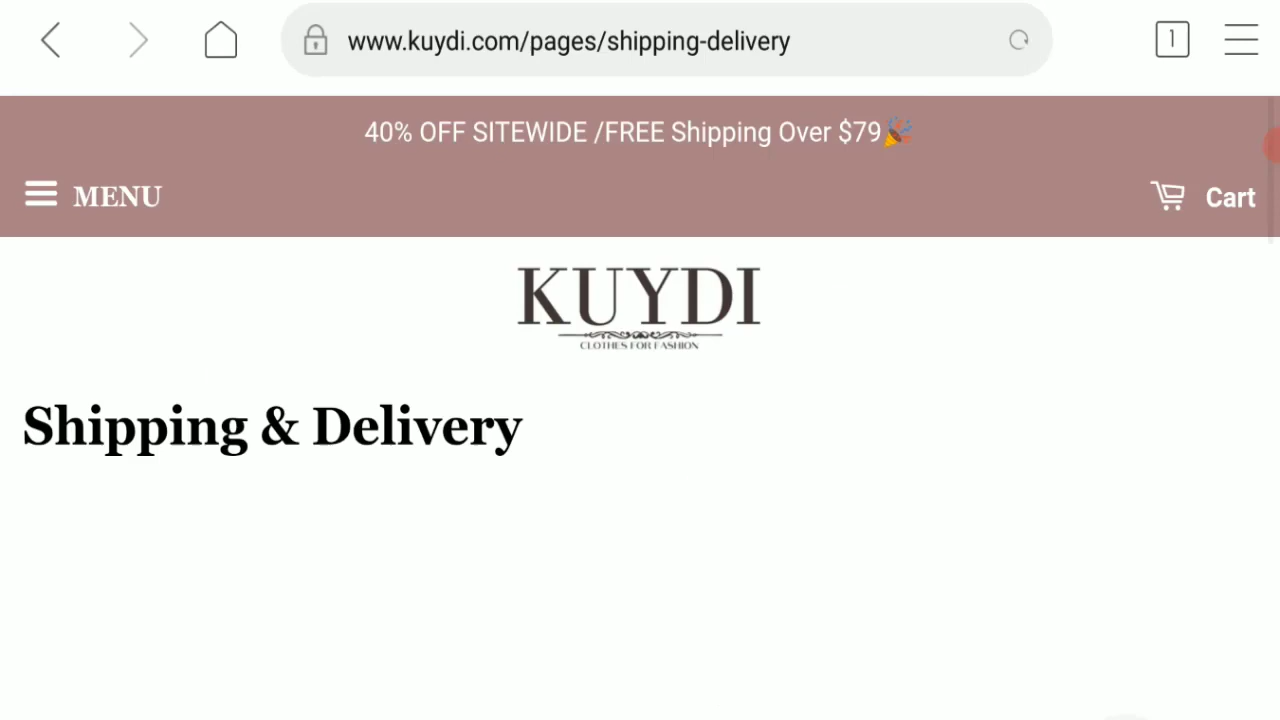 www.kuydi.com/pages/shipping-delivery
1
40% OFF SITEWIDE /FREE Shipping Over $79🎉
MENU
Cart
KUYDI
CLOTHES FOR FASHION
Shipping & Delivery